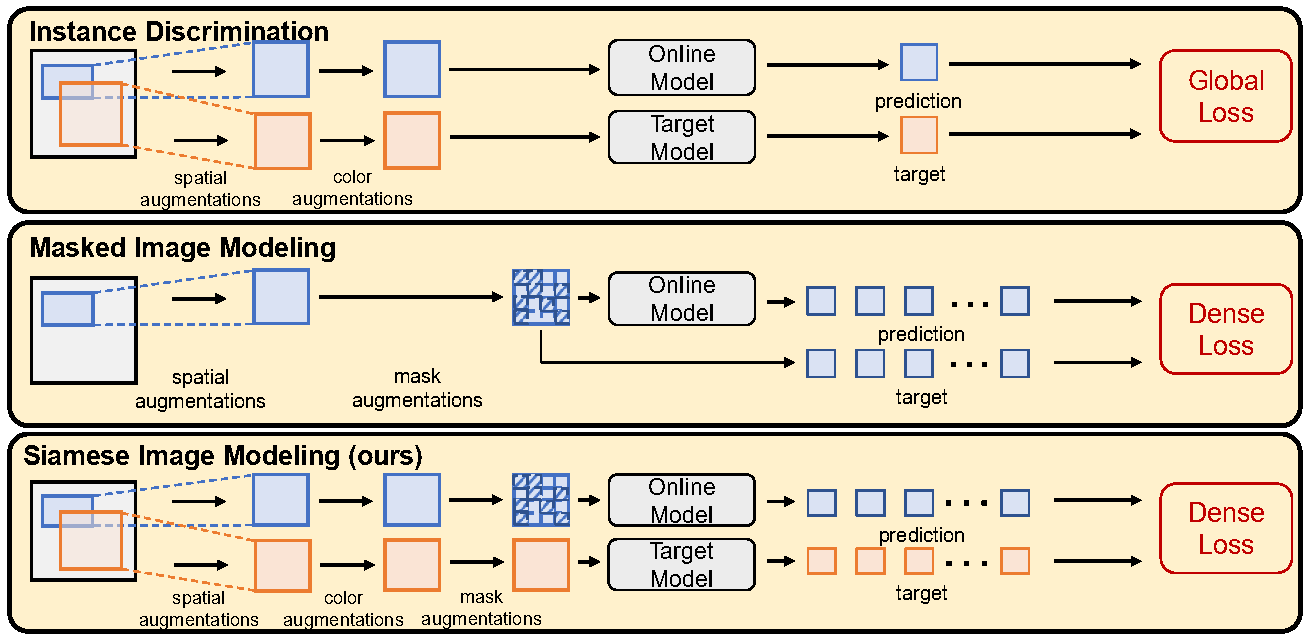 Instance Discrimination
Online
Model
prediction
Global
Loss
Target
Model
target
spatial
augmentations
color
augmentations
Masked Image Modeling
Online
Model
prediction
Dense
Loss
spatial
augmentations
mask
augmentations
target
Siamese Image Modeling (ours)
Online
Model
prediction
Dense
Loss
Target
Model
target
spatial
augmentations
color
augmentations
mask
augmentations